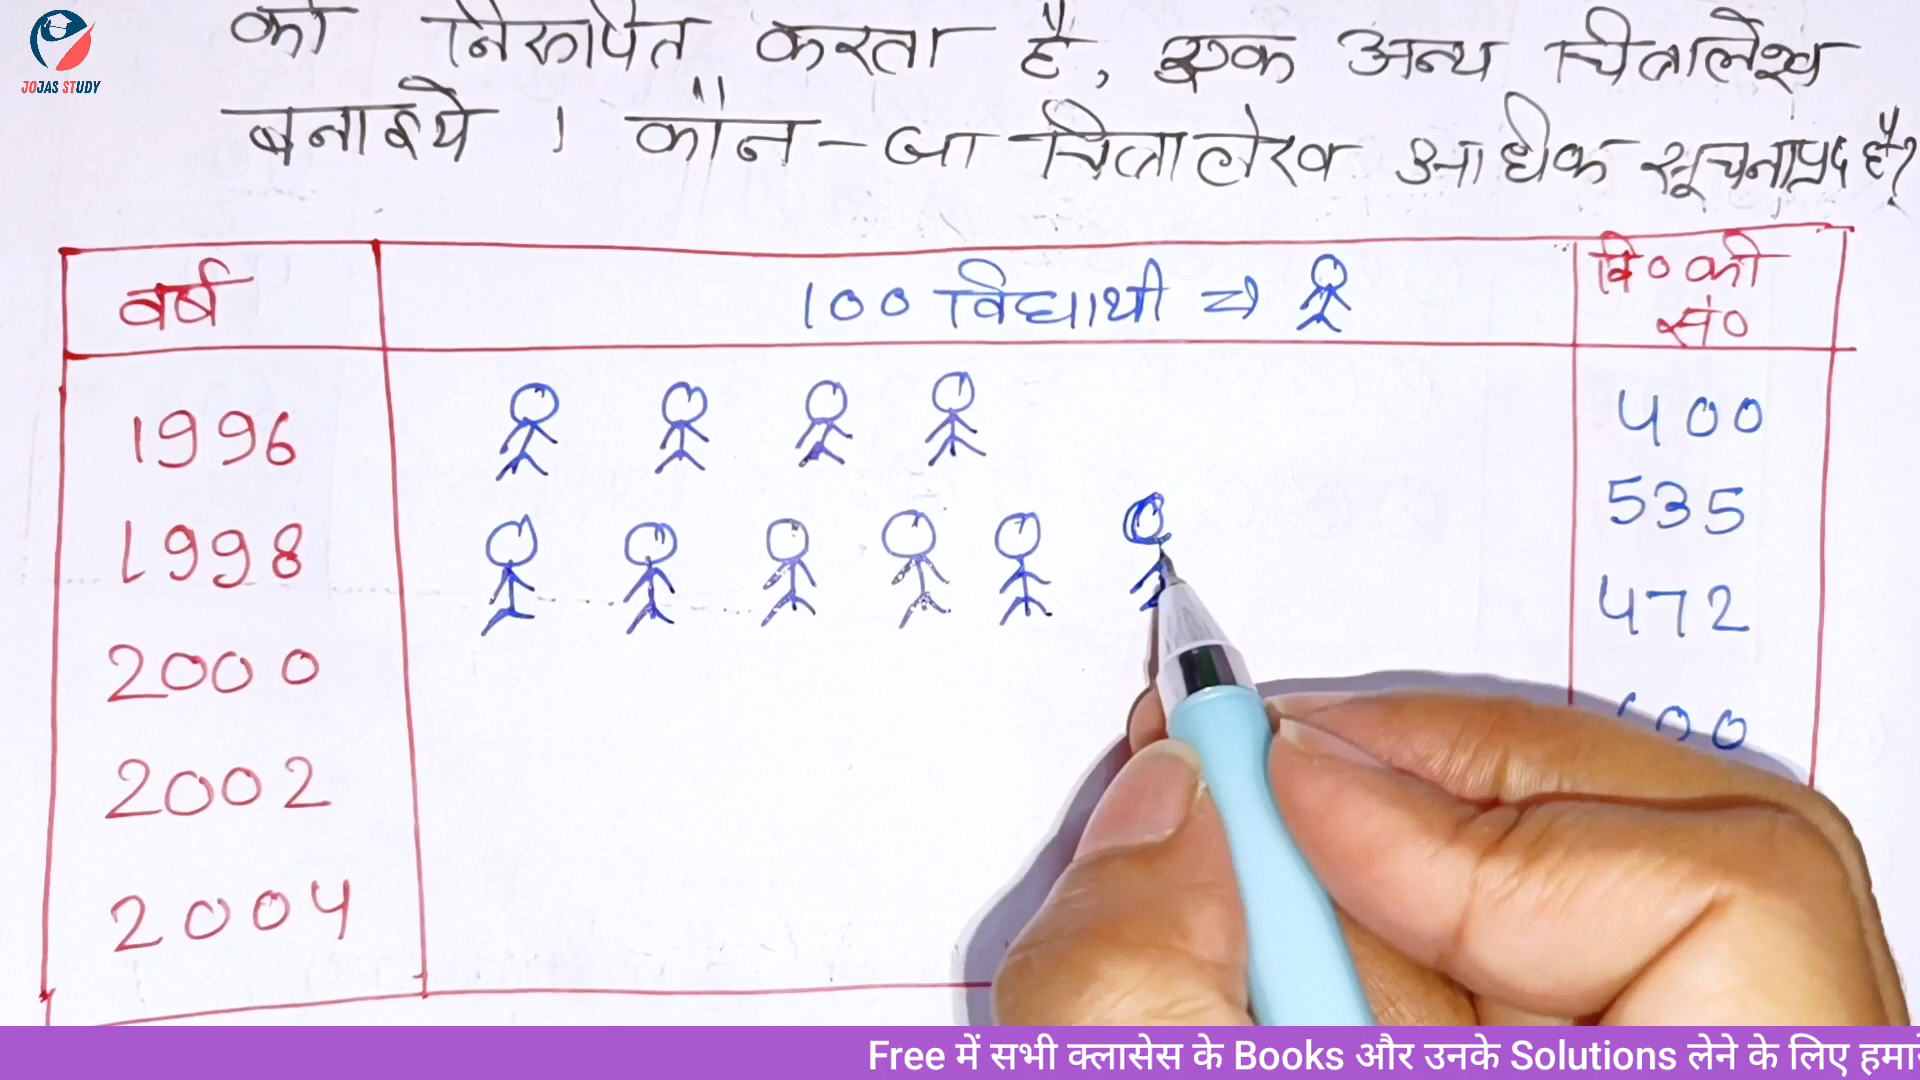 JOJAS STUDY
को निरूपित करता है, एक अन्य चित्रालेख
बनाइये । कौन-सा चित्रालेख अधिक सूचनाप्रद है?
वर्ष
100 विद्यार्थी ⇒
वि० की
सं०
1996
400
1998
535
2000
472
2002
00
2004
Free में सभी क्लासेस के Books और उनके Solutions लेने के लिए